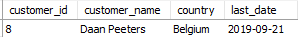 customer_id customer_name country last_date
8 Daan Peeters Belgium 2019-09-21